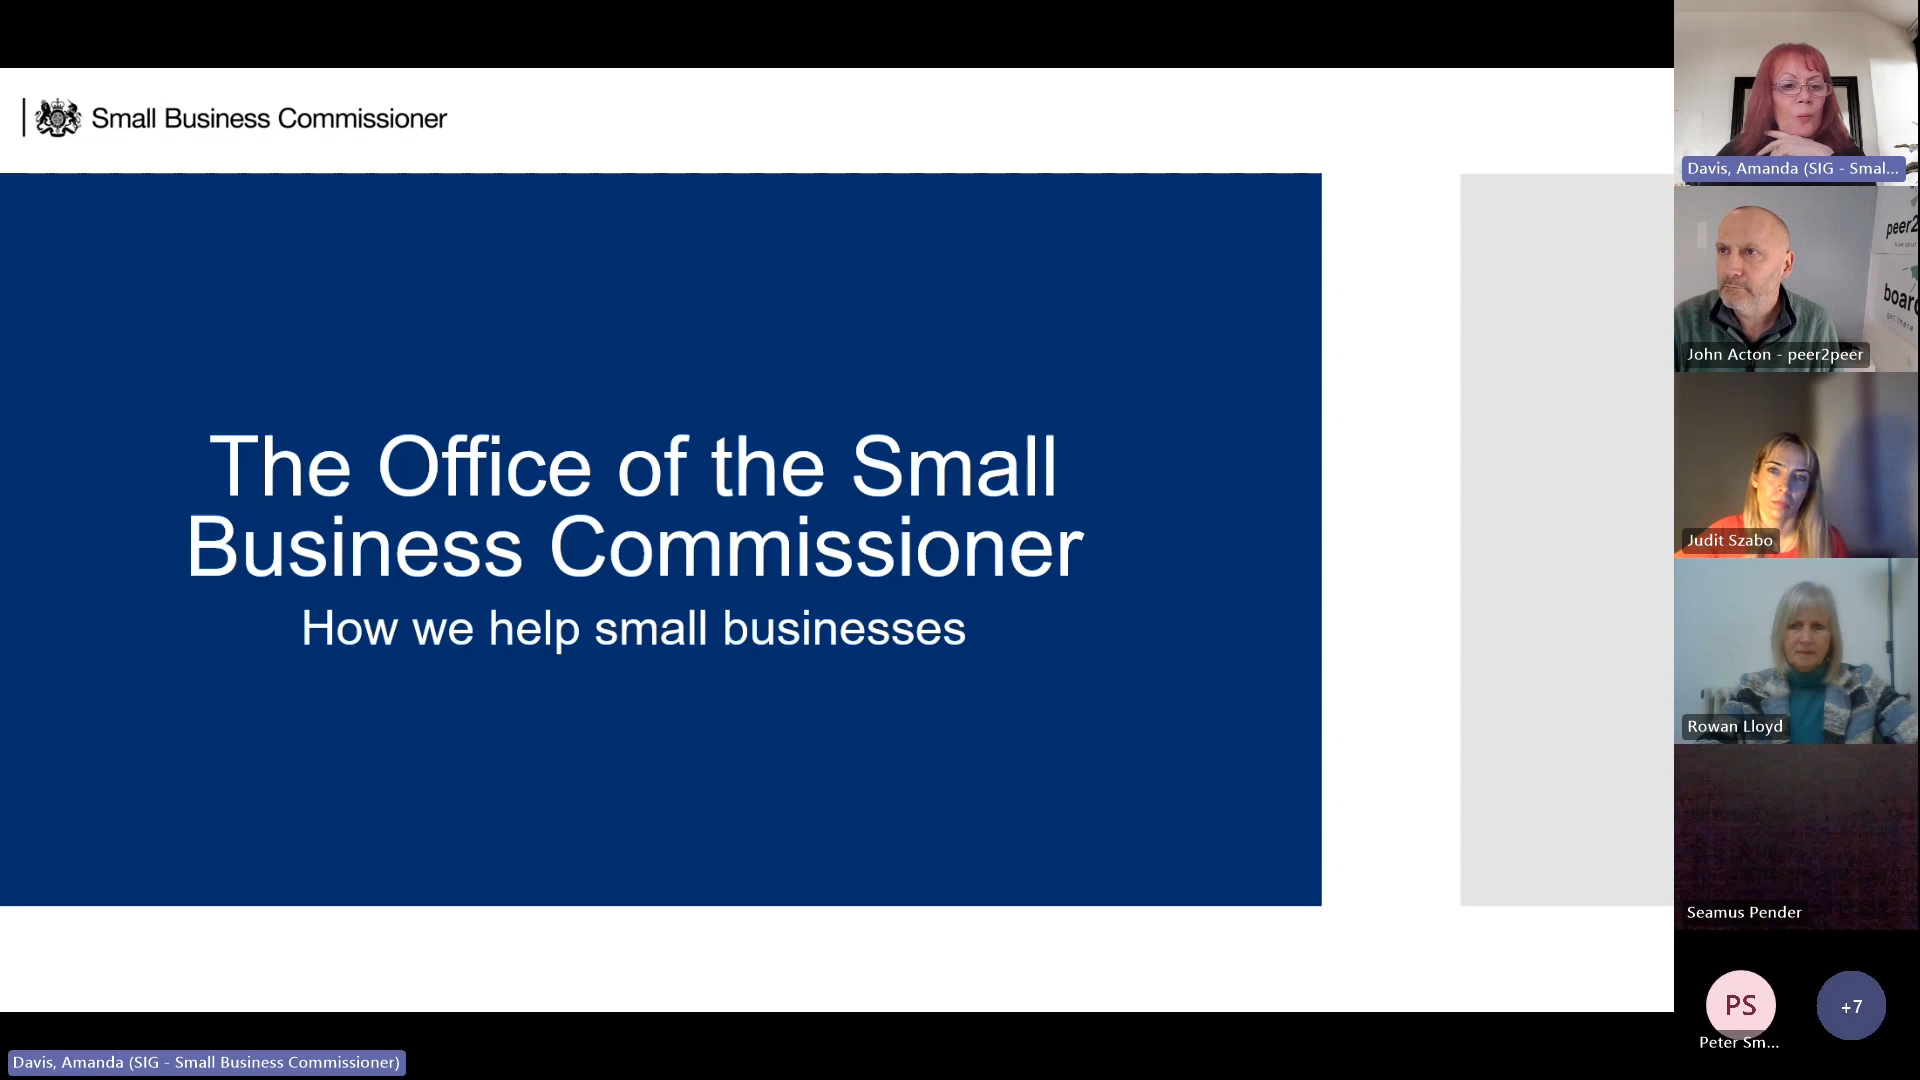 Small Business Commissioner
The Office of the Small
Business Commissioner
How we help small businesses
Davis, Amanda (SIG - Small Business Commissioner)
Davis, Amanda (SIG - Smal...
peer2
John Acton - peer2peer
Judit Szabo
Rowan Lloyd
Seamus Pender
PS
Peter Sm...
+7